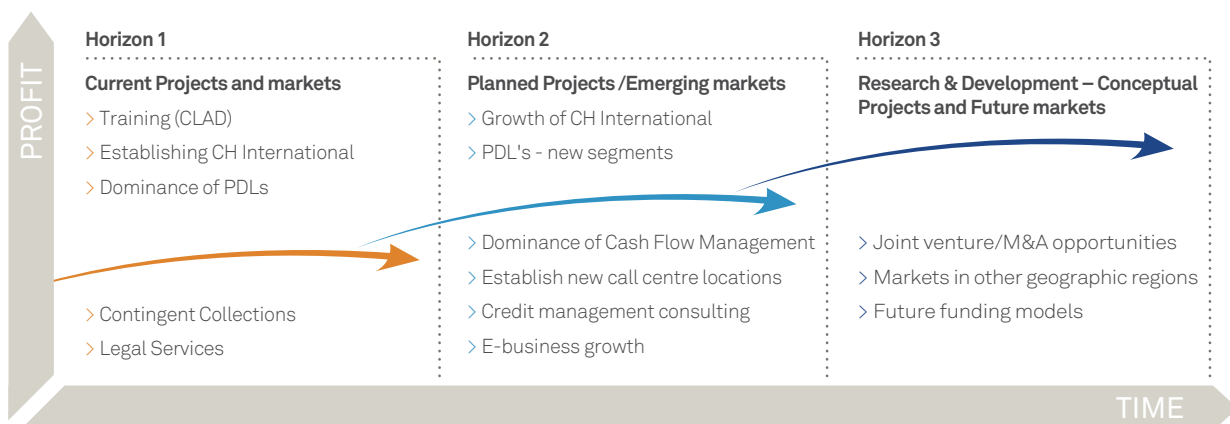 PROFIT
Horizon 1
Current Projects and markets
> Training (CLAD)
> Establishing CH International
> Dominance of PDLs
> Contingent Collections
> Legal Services
Horizon 2
Planned Projects /Emerging markets
> Growth of CH International
> PDL's - new segments
> Dominance of Cash Flow Management
> Establish new call centre locations
> Credit management consulting
> E-business growth
Horizon 3
Research & Development – Conceptual
Projects and Future markets
> Joint venture/M&A opportunities
> Markets in other geographic regions
> Future funding models
TIME